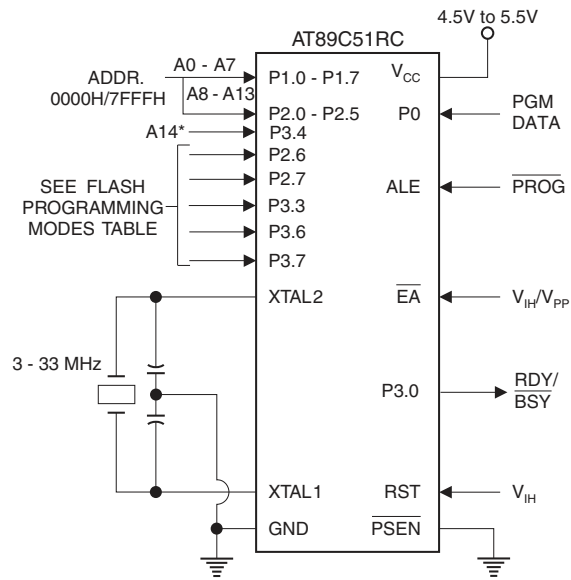 4.5V to 5.5V
AT89C51RC
A0 - A7
ADDR.
0000H/7FFFH
A8 - A13
A14*
P1.0 - P1.7
P2.0 - P2.5
P3.4
P2.6
P2.7
P3.3
P3.6
P3.7
SEE FLASH
PROGRAMMING
MODES TABLE
XTAL2
3 - 33 MHz
XTAL1
GND
VCC
P0
PGM
DATA
ALE
PROG
EA
VIH/VPP
P3.0
RDY/
BSY
RST
VIH
PSEN